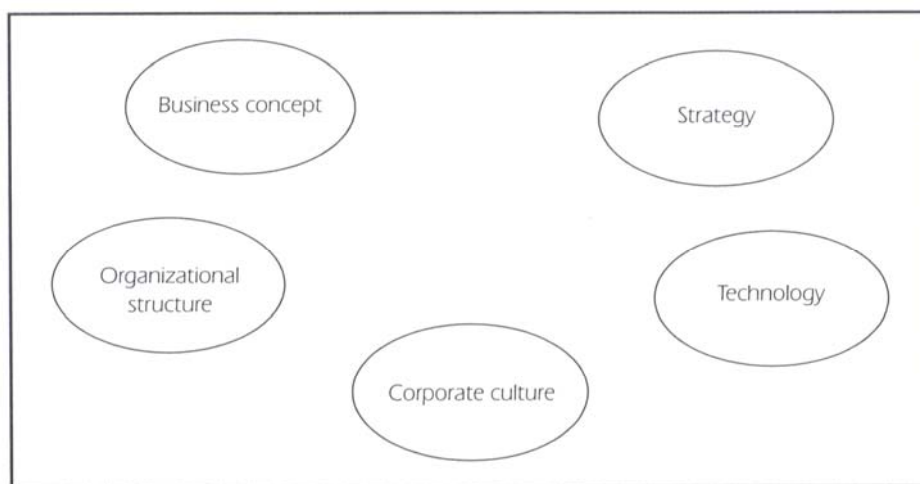 Business concept
Strategy
Organizational
structure
Technology
Corporate culture